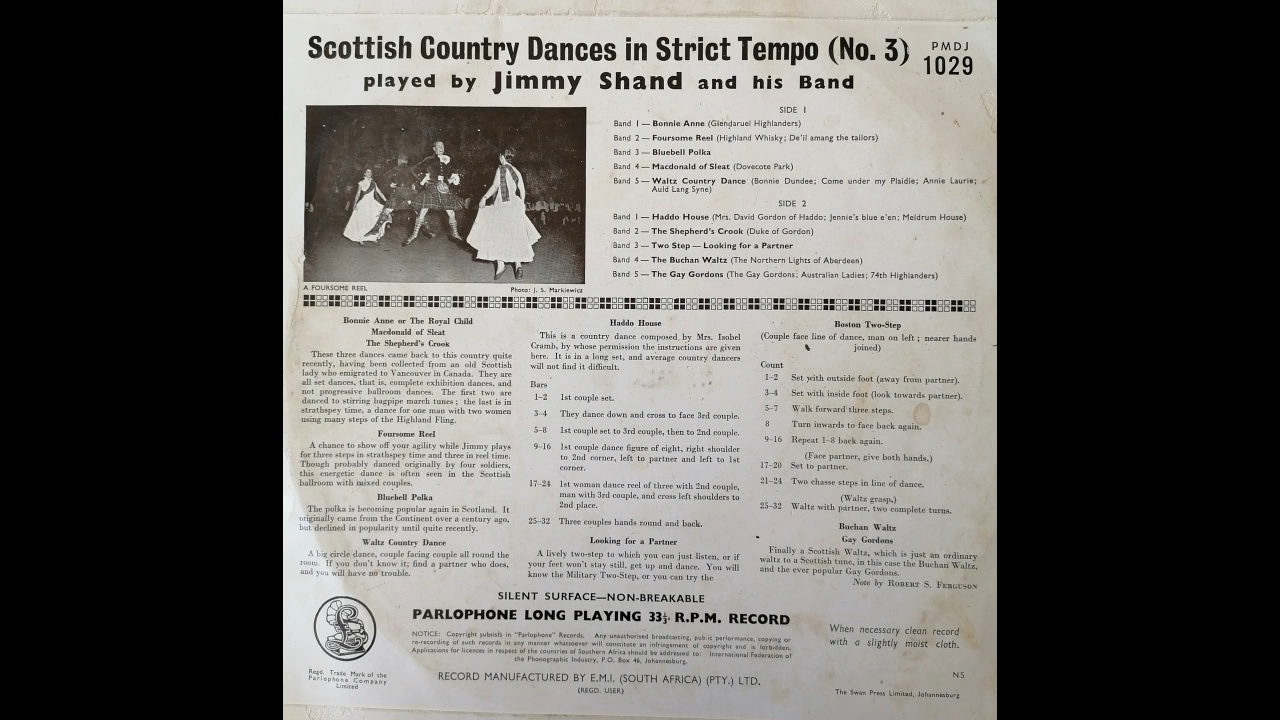 Scottish Country Dances in Strict Tempo (No. 3)
PMDJ
1029
played by Jimmy Shand and his Band
SIDE 1
Band 1 — Bonnie Anne (Glendaruel Highlanders)
Band 2 — Foursome Reel (Highland Whisky; De'il amang the tailors)
Band 3 — Bluebell Polka
Band 4 — Macdonald of Sleat (Dovecote Park)
Band 5 — Waltz Country Dance (Bonnie Dundee; Come under my Plaidie; Annie Laurie;
Auld Lang Syne)
SIDE 2
Band 1 — Haddo House (Mrs. David Gordon of Haddo; Jennie's blue e'en; Meldrum House)
Band 2 — The Shepherd's Crook (Duke of Gordon)
Band 3 — Two Step — Looking for a Partner
Band 4 — The Buchan Waltz (The Northern Lights of Aberdeen)
Band 5 — The Gay Gordons (The Gay Gordons; Australian Ladies; 74th Highlanders)
A FOURSOME REEL
Photo: J. S. Markiewicz
Bonnie Anne or The Royal Child
Macdonald of Sleat
The Shepherd's Crook
These three dances came back to this country quite
recently, having been collected from an old Scottish
lady who emigrated to Vancouver in Canada. They are
all set dances, that is, complete exhibition dances, and
not progressive ballroom dances. The first two are
danced to stirring bagpipe march tunes; the last is in
strathspey time, a dance for one man with two women
using many steps of the Highland Fling.
Foursome Reel
A chance to show off your agility while Jimmy plays
for three steps in strathspey time and three in reel time.
Though probably danced originally by four soldiers,
this energetic dance is often seen in the Scottish
ballroom with mixed couples.
Bluebell Polka
The polka is becoming popular again in Scotland. It
originally came from the Continent over a century ago,
but declined in popularity until quite recently.
Waltz Country Dance
A big circle dance, couple facing couple all round the
room. If you don't know it; find a partner who does,
and you will have no trouble.
Haddo House
This is a country dance composed by Mrs. Isobel
Cramb, by whose permission the instructions are given
here. It is in a long set, and average country dancers
will not find it difficult.
Bars
1–2 1st couple set.
3–4 They dance down and cross to face 3rd couple.
5–8 1st couple set to 3rd couple, then to 2nd couple.
9–16 1st couple dance figure of eight, right shoulder
to 2nd corner, left to partner and left to 1st
corner.
17–24 1st woman dance reel of three with 2nd couple,
man with 3rd couple, and cross left shoulders to
2nd place.
25–32 Three couples hands round and back.
Looking for a Partner
A lively two-step to which you can just listen, or if
your feet won't stay still, get up and dance. You will
know the Military Two-Step, or you can try the
Boston Two-Step
(Couple face line of dance, man on left; nearer hands
joined)
Count
1–2 Set with outside foot (away from partner).
3–4 Set with inside foot (look towards partner).
5–7 Walk forward three steps.
8 Turn inwards to face back again.
9–16 Repeat 1–8 back again.
(Face partner, give both hands.)
17–20 Set to partner.
21–24 Two chasse steps in line of dance.
(Waltz grasp.)
25–32 Waltz with partner, two complete turns.
Buchan Waltz
Gay Gordons
Finally a Scottish Waltz, which is just an ordinary
waltz to a Scottish tune, in this case the Buchan Waltz,
and the ever popular Gay Gordons.
Note by ROBERT S. FERGUSON
SILENT SURFACE—NON-BREAKABLE
PARLOPHONE LONG PLAYING 33⅓ R.P.M. RECORD
NOTICE: Copyright subsists in "Parlophone" Records. Any unauthorised broadcasting, public performance, copying or
re-recording of such records in any manner whatsoever will constitute an infringement of copyright and is forbidden.
Applications for licences in respect of the countries of Southern Africa should be addressed to: International Federation of
the Phonographic Industry, P.O. Box 46, Johannesburg.
RECORD MANUFACTURED BY E.M.I. (SOUTH AFRICA) (PTY.) LTD.
(REGD. USER)
Regd. Trade Mark of the
Parlophone Company
Limited
When necessary clean record
with a slightly moist cloth.
N5
The Swan Press Limited, Johannesburg